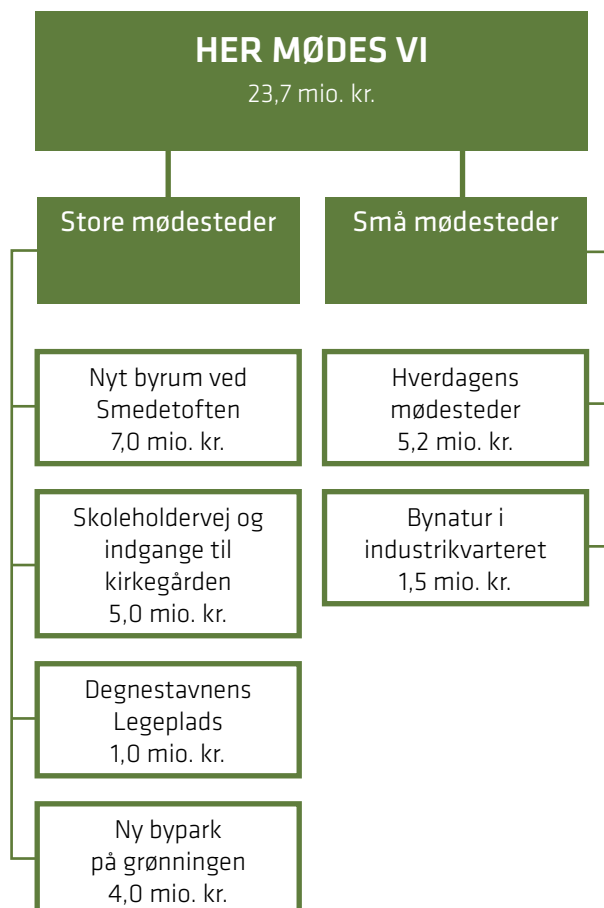 HER MØDES VI
23,7 mio. kr.
Store mødesteder
Nyt byrum ved
Smedetoften
7,0 mio. kr.
Skoleholdervej og
indgange til
kirkegården
5,0 mio. kr.
Degnestavnens
Legeplads
1,0 mio. kr.
Ny bypark
på grønningen
4,0 mio. kr.
Små mødesteder
Hverdagens
mødesteder
5,2 mio. kr.
Bynatur i
industrikvarteret
1,5 mio. kr.